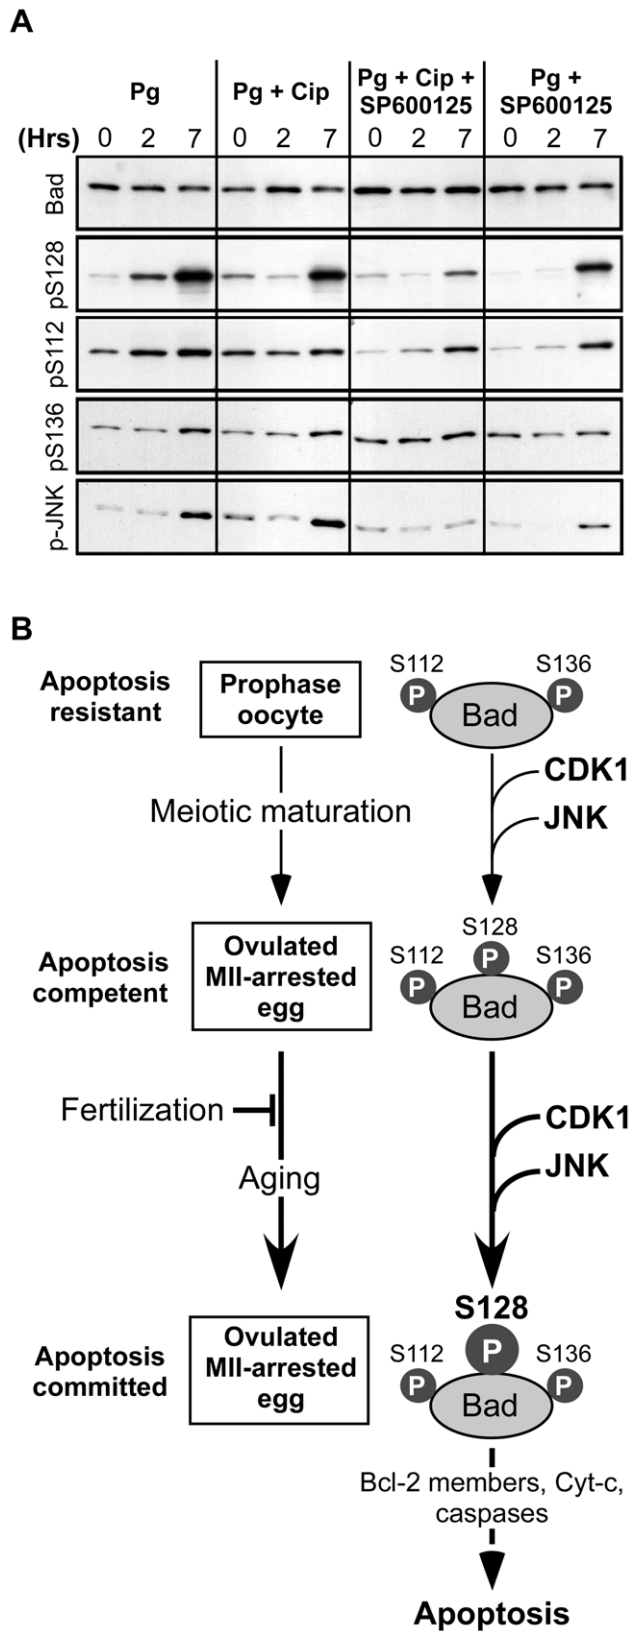 A
Pg
Pg + Cip
Pg + Cip +
SP600125
Pg +
SP600125
(Hrs) 0 2 7 0 2 7 0 2 7 0 2 7
Bad
pS128
pS112
pS136
p-JNK
B
Apoptosis
resistant
Prophase
oocyte
S112
S136
P
P
Bad
Meiotic maturation
CDK1
JNK
Apoptosis
competent
Ovulated
MII-arrested
egg
S128
S112
S136
P
P
P
Bad
Fertilization
Aging
CDK1
JNK
Apoptosis
committed
Ovulated
MII-arrested
egg
S128
S112
S136
P
P
P
Bad
Bcl-2 members, Cyt-c,
caspases
Apoptosis